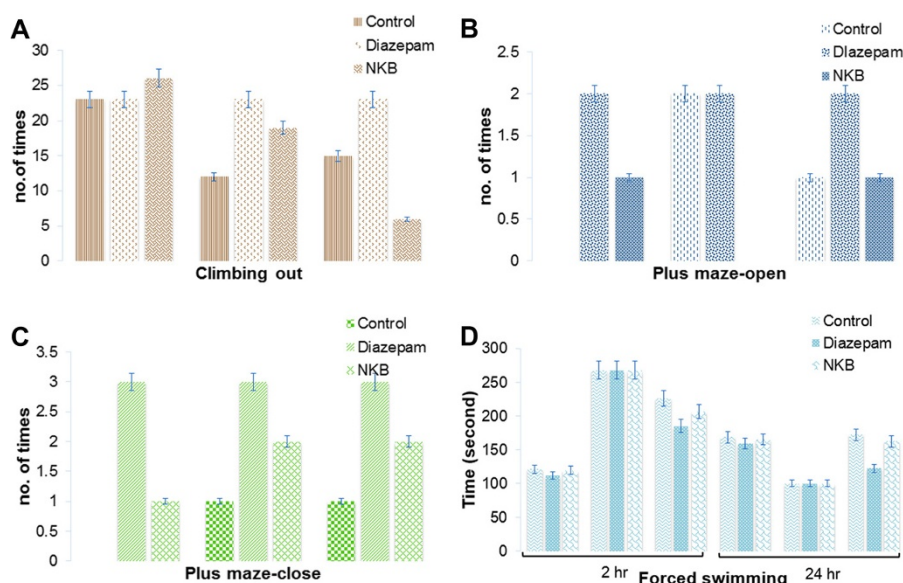 A
Control
Diazepam
NKB
no.of times
30
25
20
15
10
5
0
Climbing out
B
Control
DIazepam
NKB
no. of times
2.5
2
1.5
1
0.5
0
Plus maze-open
C
Control
Diazepam
NKB
no. of times
3.5
3
2.5
2
1.5
1
0.5
0
Plus maze-close
D
Control
Diazepam
NKB
Time (second)
300
250
200
150
100
50
0
2 hr
24 hr
Forced swimming